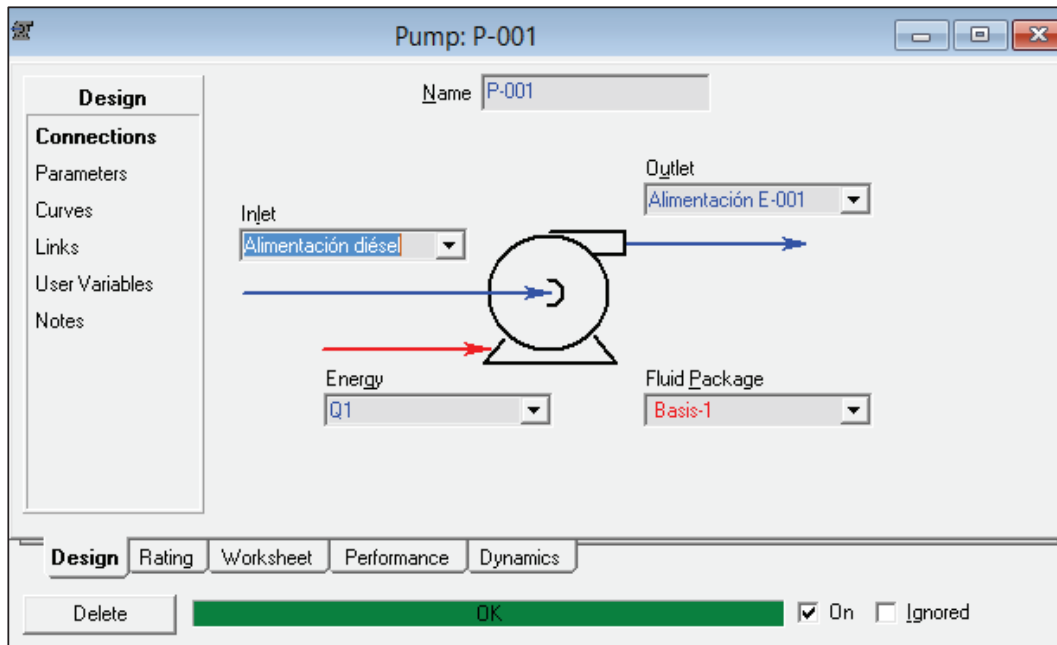 Pump: P-001
Design
Connections
Parameters
Curves
Links
User Variables
Notes
Name P-001
Outlet
Alimentación E-001
Inlet
Alimentación diésel
Energy
Q1
Fluid Package
Basis-1
Design Rating Worksheet Performance Dynamics
Delete OK On Ignored